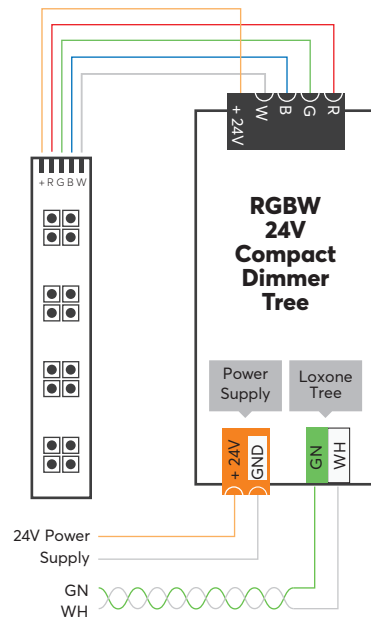 + 24V
W
B
G
R
+RGBW
RGBW
24V
Compact
Dimmer
Tree
Power
Supply
Loxone
Tree
+ 24V
GND
GN
WH
24V Power
Supply
GN
WH